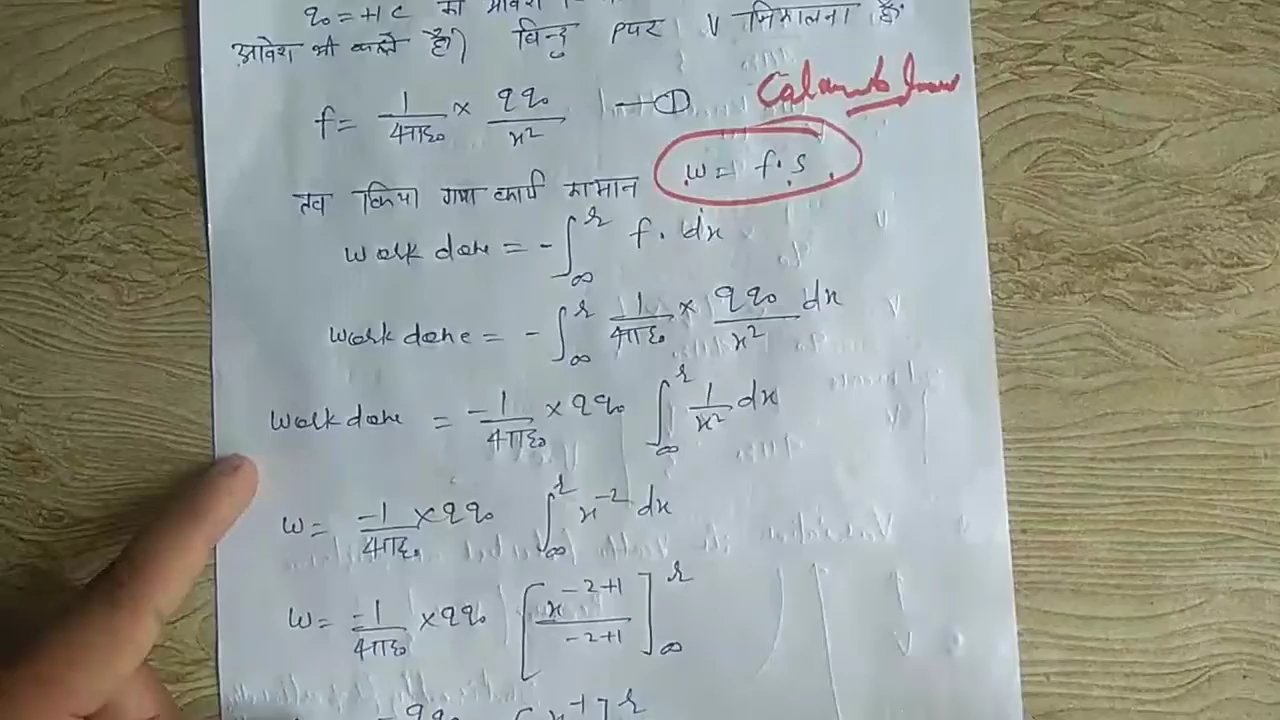 q₀ = +1C का
आवेश भी कहते हैं) बिन्दु P पर V निकालना है
f = 1/4πε₀ × qq₀/x² —①
Calamb law
तब किया गया कार्य का मान W = f·s
Work done = -∫_∞^r f. dx
Work done = -∫_∞^r 1/4πε₀ × qq₀/x² dx
Work done = -1/4πε₀ × qq₀ ∫_∞^r 1/x² dx
W = -1/4πε₀ × qq₀ ∫_∞^r x⁻² dx
W = -1/4πε₀ × qq₀ [x^(-2+1)/(-2+1)]_∞^r